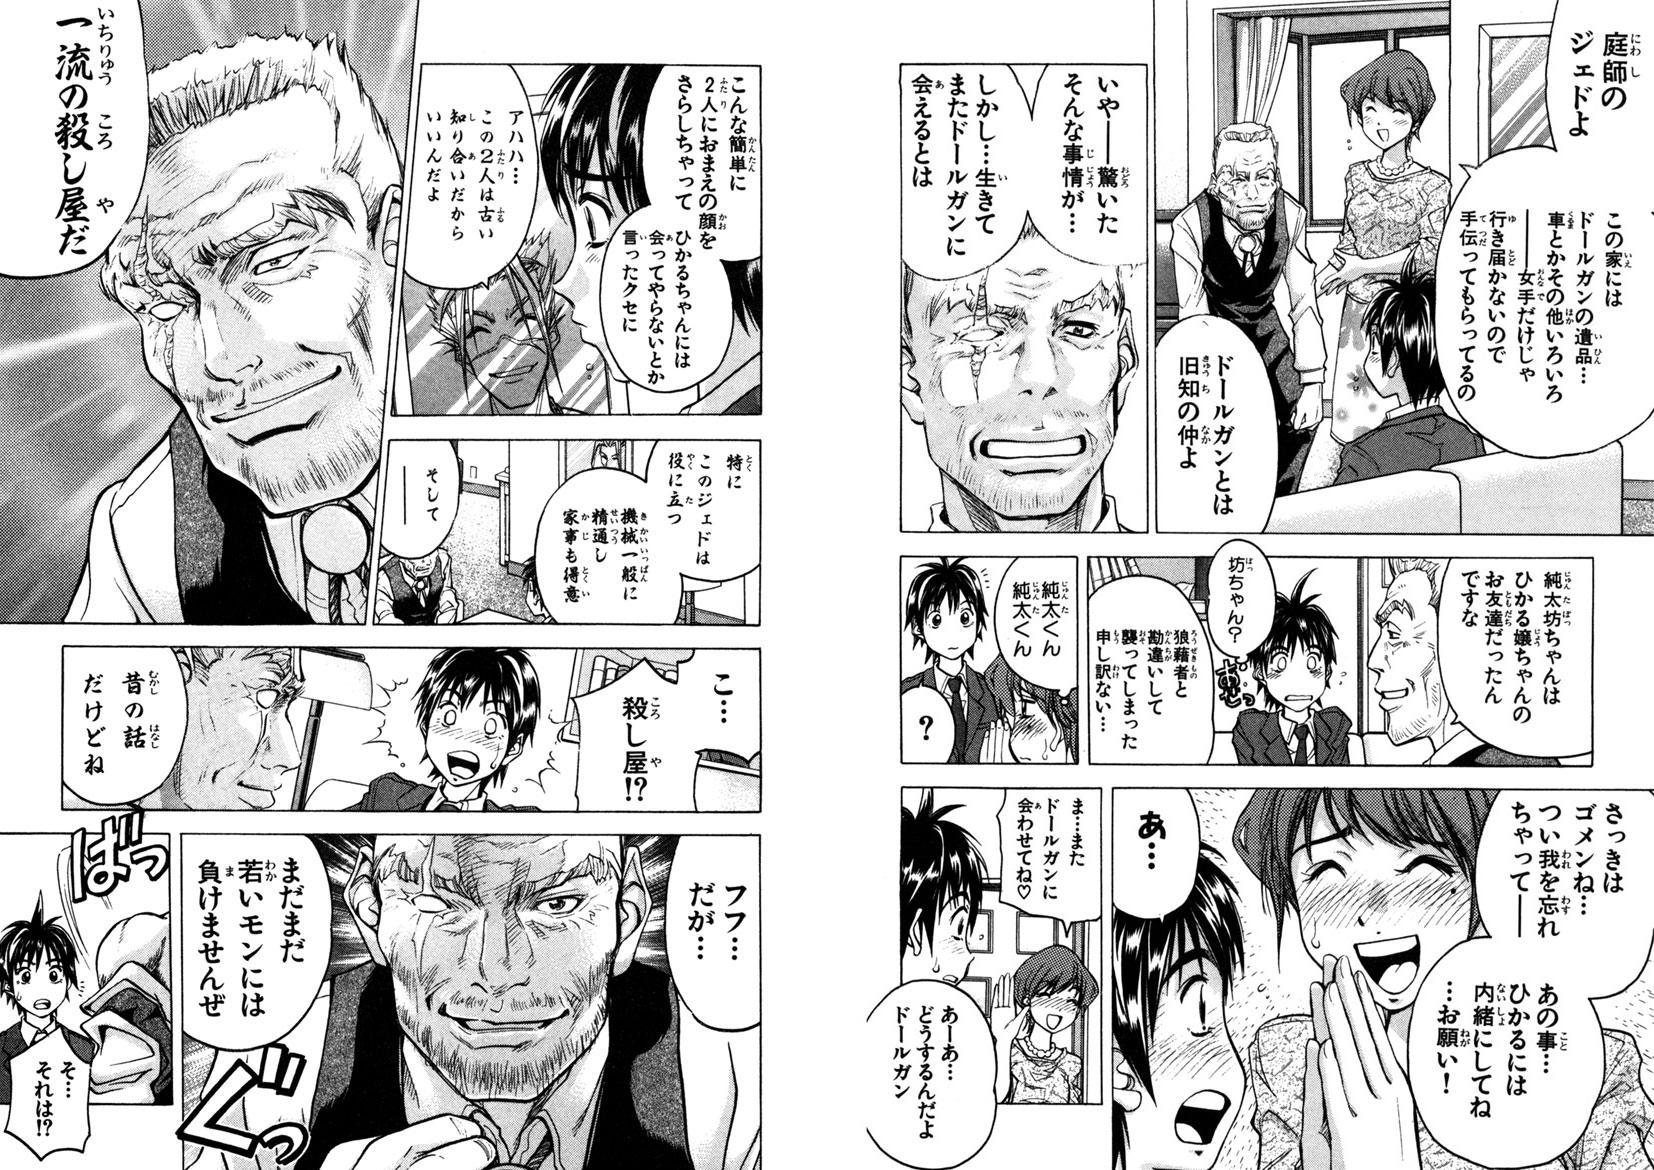 庭師の
ジェドよ
この家には
ドールガンの遺品…
車とかその他いろいろ
——女手だけじゃ
行き届かないので
手伝ってもらってるの
ドールガンとは
旧知の仲よ
いや——驚いた
そんな事情が…
しかし…生きて
またドールガンに
会えるとは
純太坊ちゃんは
ひかる嬢ちゃんの
お友達だったん
ですな
坊ちゃん?
狼藉者と
勘違いして
襲ってしまった
申し訳ない…
純太くん
純太くん
?
さっきは
ゴメンね…
つい我を忘れ
ちゃって——
あの事…
ひかるには
内緒にしてね
…お願い!
あ…
ま…また
ドールガンに
会わせてね♡
あーあ…
どうするんだよ
ドールガン
こんな簡単に
2人におまえの顔を
さらしちゃって
ひかるちゃんには
会ってやらないとか
言ったクセに
アハハ…
この2人は古い
知り合いだから
いいんだよ
特に
このジェドは
役に立つ
機械一般に
精通し
家事も得意
そして
——
一流の殺し屋だ
こ…
殺し屋!?
昔の話
だけどね
フフ…
だが…
まだまだ
若いモンには
負けませんぜ
ぐっ
ばっ
そ…
それは!?